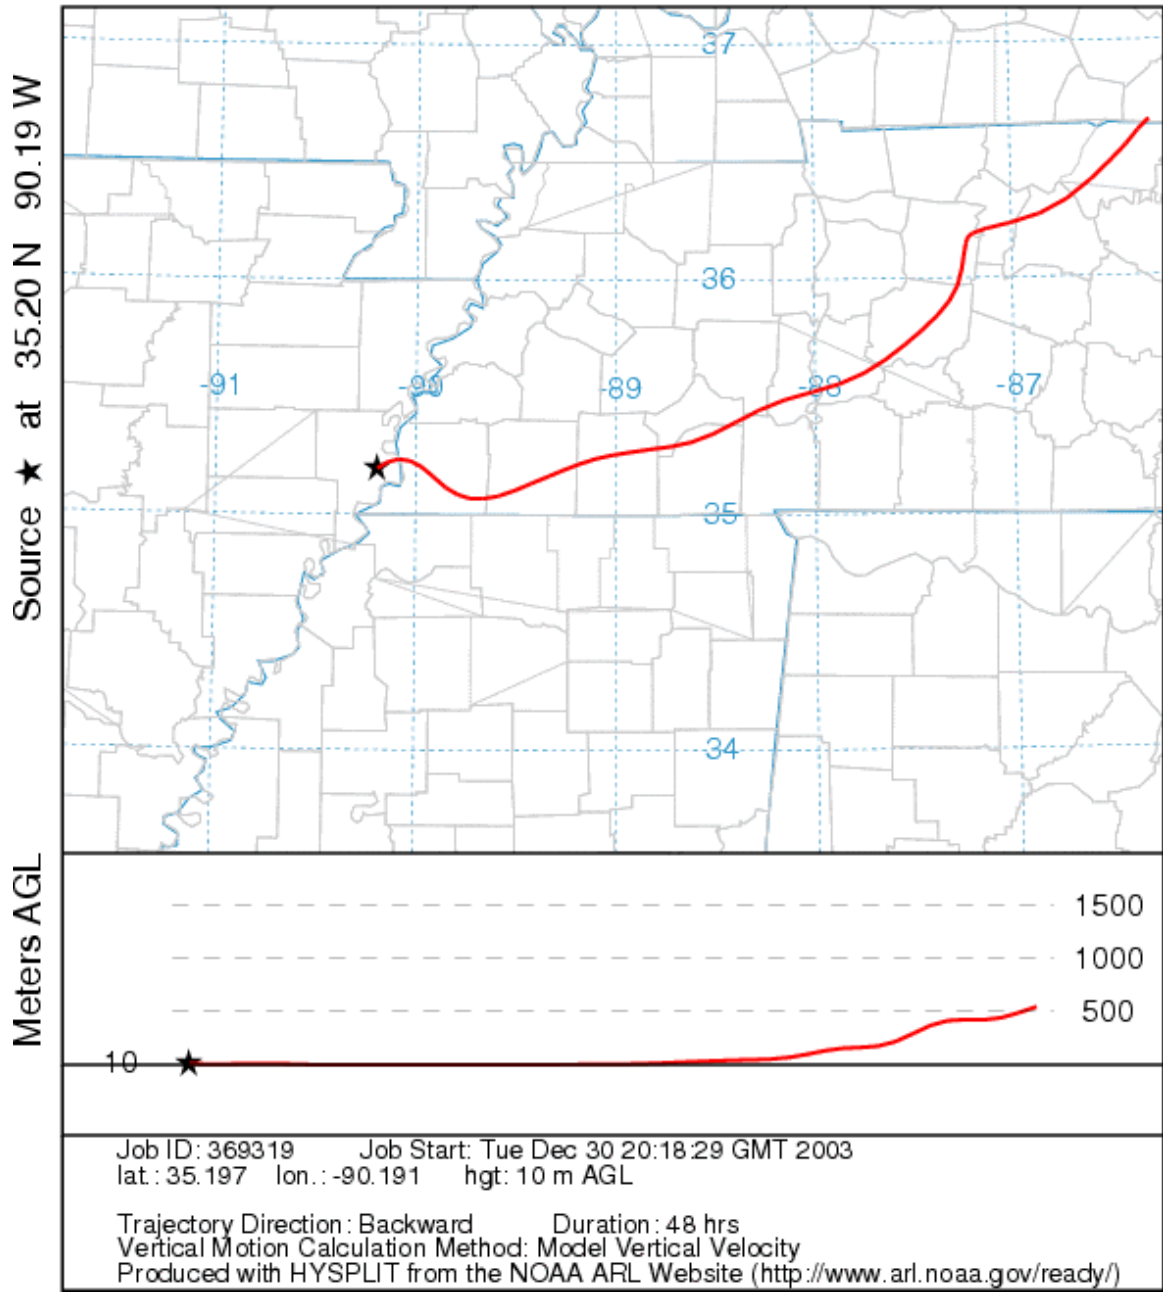 Source ★ at 35.20 N 90.19 W
37
36
-91 -90 -89 -88 -87
35
34
Meters AGL
1500
1000
500
10
Job ID: 369319 Job Start: Tue Dec 30 20:18:29 GMT 2003
lat.: 35.197 lon.: -90.191 hgt: 10 m AGL
Trajectory Direction: Backward Duration: 48 hrs
Vertical Motion Calculation Method: Model Vertical Velocity
Produced with HYSPLIT from the NOAA ARL Website (http://www.arl.noaa.gov/ready/)